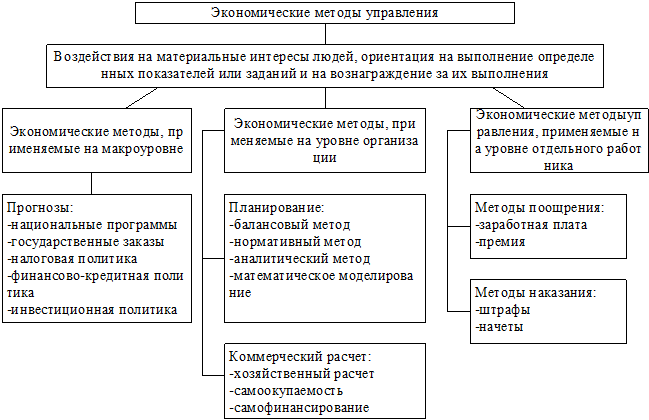 Экономические методы управления
Воздействия на материальные интересы людей, ориентация на выполнение определе
нных показателей или заданий и на вознаграждение за их выполнения
Экономические методы, пр
именяемые на макроуровне
Прогнозы:
-национальные программы
-государственные заказы
-налоговая политика
-финансово-кредитная поли
тика
-инвестиционная политика
Экономические методы, при
меняемые на уровне организа
ции
Планирование:
-балансовый метод
-нормативный метод
-аналитический метод
-математическое моделирова
ние
Коммерческий расчет:
-хозяйственный расчет
-самоокупаемость
-самофинансирование
Экономические методыуп
равления, применяемые н
а уровне отдельного работ
ника
Методы поощрения:
-заработная плата
-премия
Методы наказания:
-штрафы
-начеты